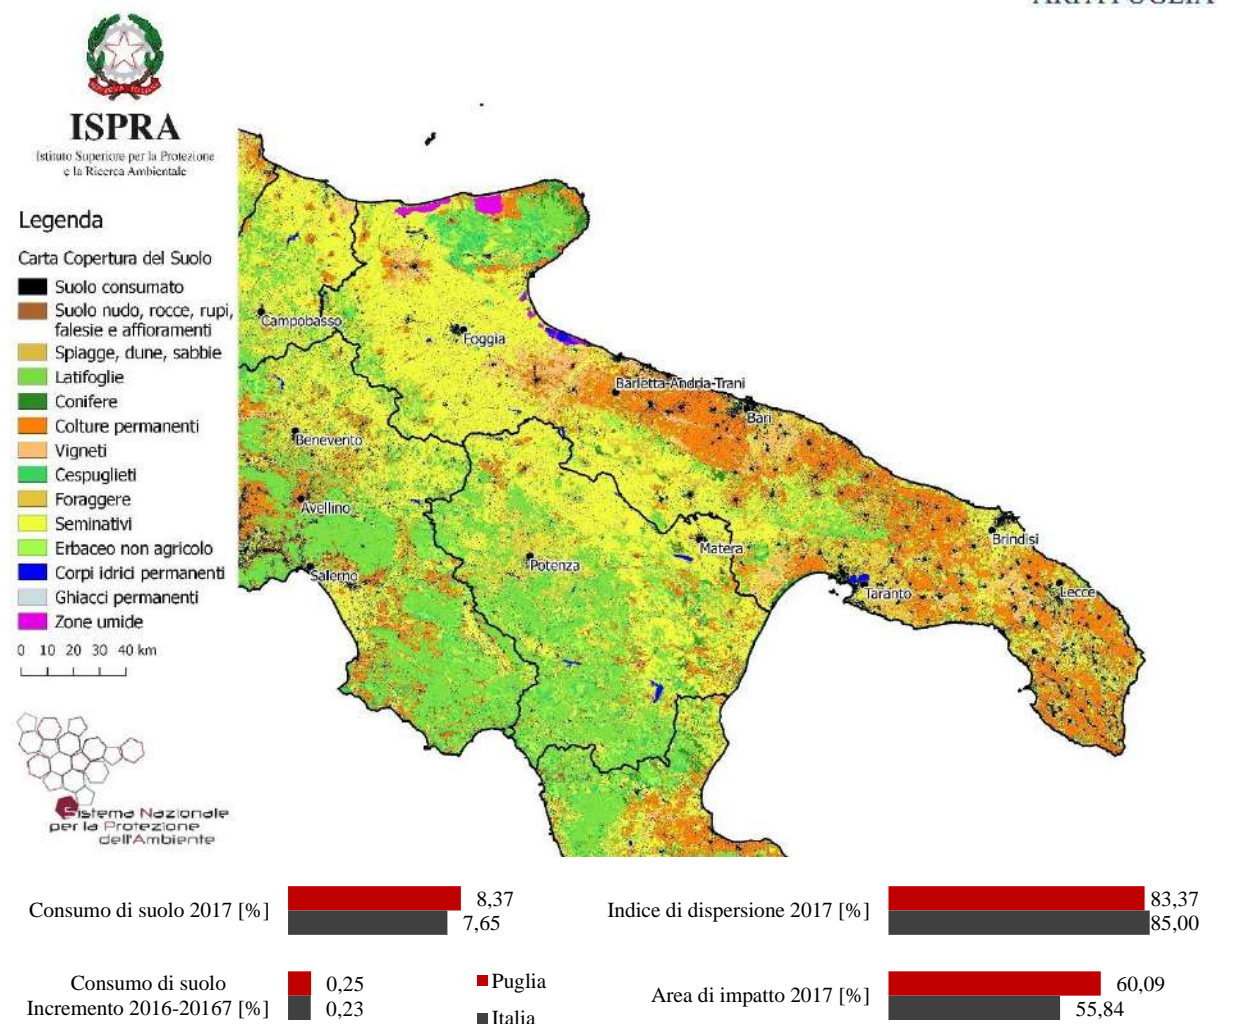 ARPA PUGLIA
ISPRA
Istituto Superiore per la Protezione
e la Ricerca Ambientale
Legenda
Carta Copertura del Suolo
Suolo consumato
Suolo nudo, rocce, rupi,
falesie e affioramenti
Spiagge, dune, sabbie
Latifoglie
Conifere
Colture permanenti
Vigneti
Cespuglieti
Foraggere
Seminativi
Erbaceo non agricolo
Corpi idrici permanenti
Ghiacci permanenti
Zone umide
0 10 20 30 40 km
Sistema Nazionale
per la Protezione
dell'Ambiente
Campobasso
Foggia
Barletta-Andria-Trani
Bari
Benevento
Avellino
Salerno
Potenza
Matera
Taranto
Brindisi
Lecce
Consumo di suolo 2017 [%]
8,37
7,65
Indice di dispersione 2017 [%]
83,37
85,00
Consumo di suolo
Incremento 2016-20167 [%]
0,25
0,23
Puglia
Italia
Area di impatto 2017 [%]
60,09
55,84